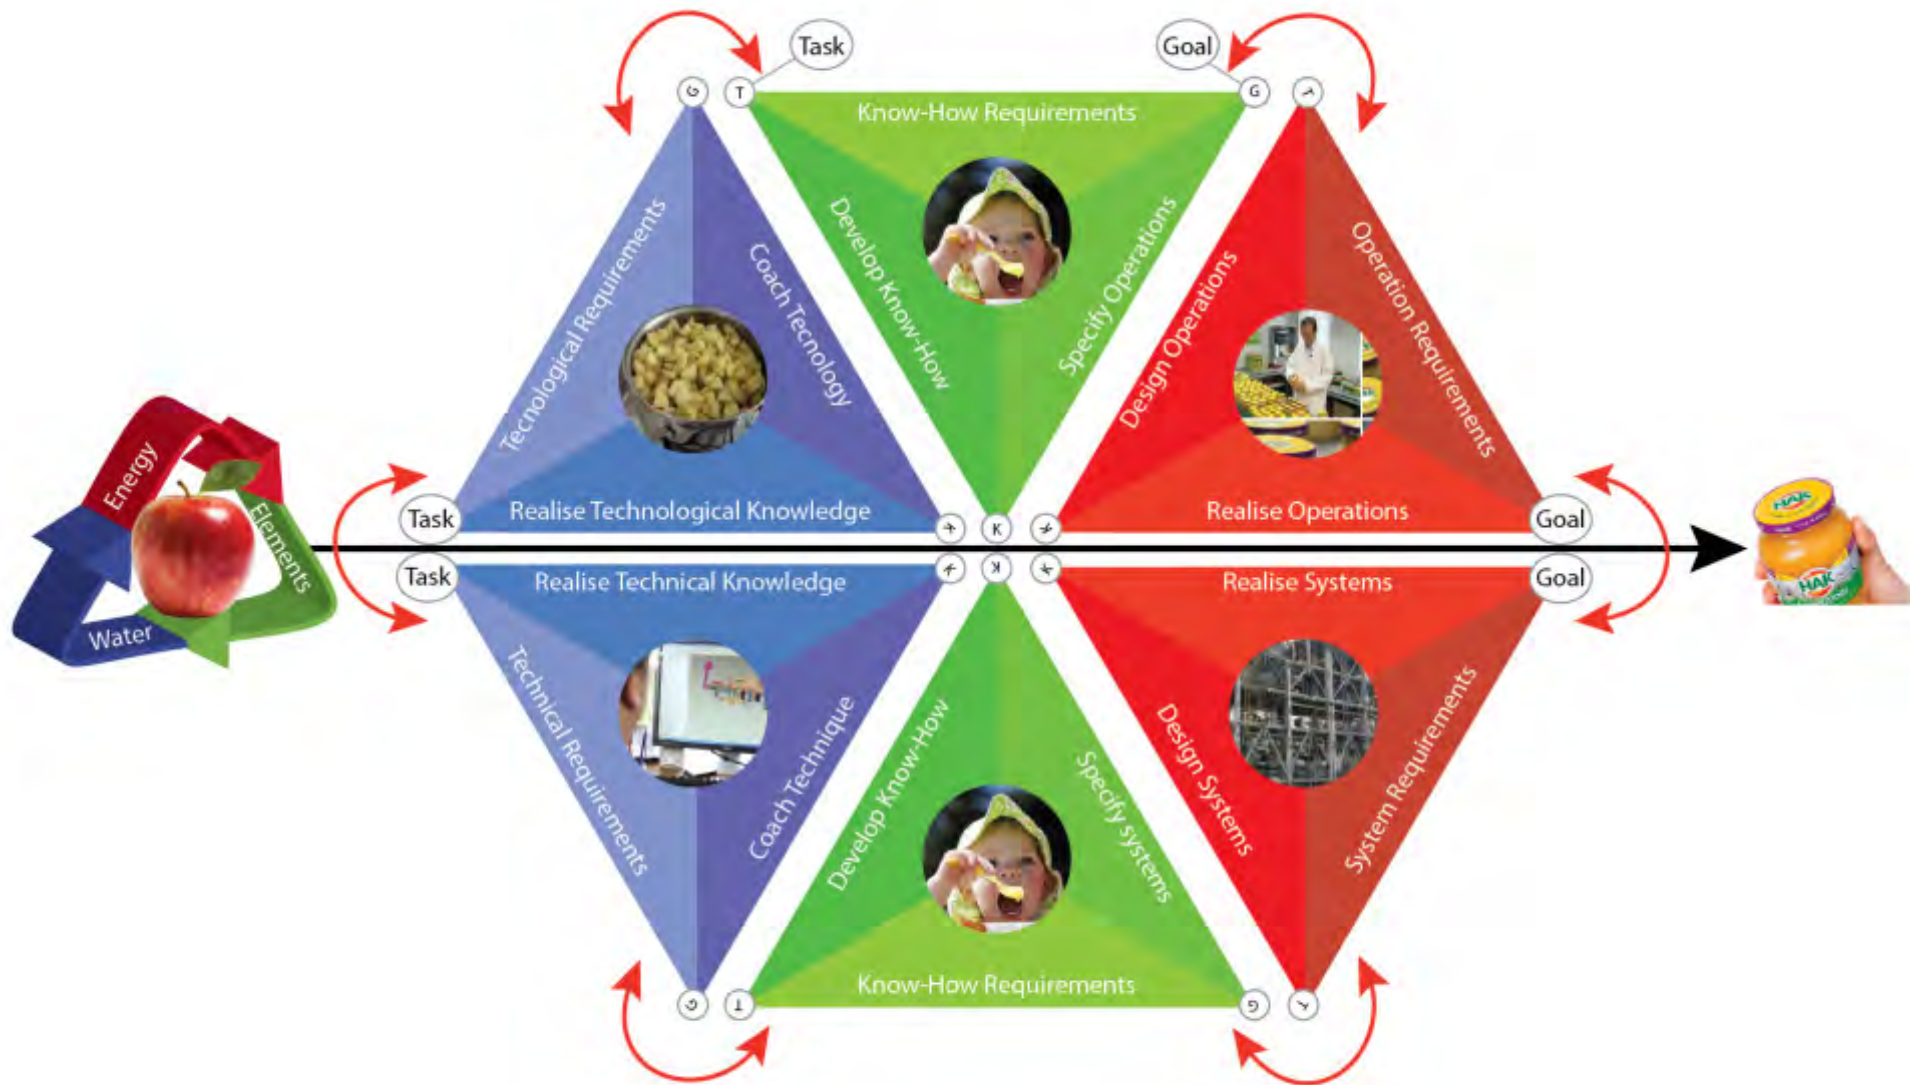 Task
Goal
G
T
G
T
Know-How Requirements
Tecnological Requirements
Coach Tecnology
Develop Know-How
Specify Operations
Design Operations
Operation Requirements
Energy
Elements
Water
Task
Realise Technological Knowledge
K
K
K
Realise Operations
Goal
HAK
HAK
Task
Realise Technical Knowledge
K
K
K
Realise Systems
Goal
Technical Requirements
Coach Technique
Develop Know-How
Specify systems
Design Systems
System Requirements
Know-How Requirements
G
T
G
T